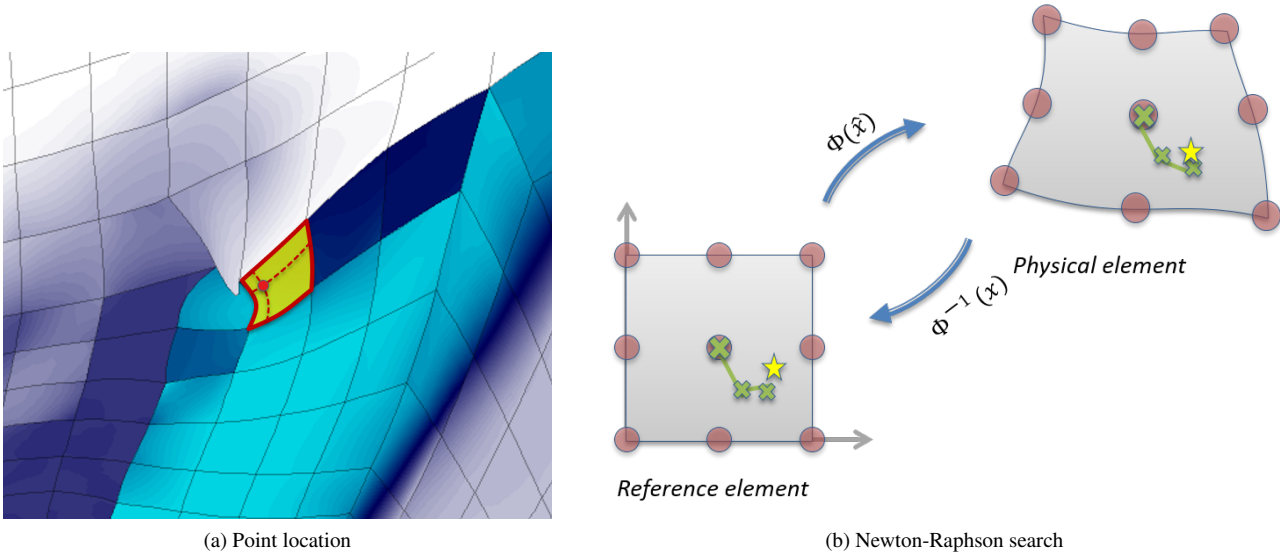 Φ(x̂)
Physical element
Φ⁻¹ (x)
Reference element
(a) Point location
(b) Newton-Raphson search